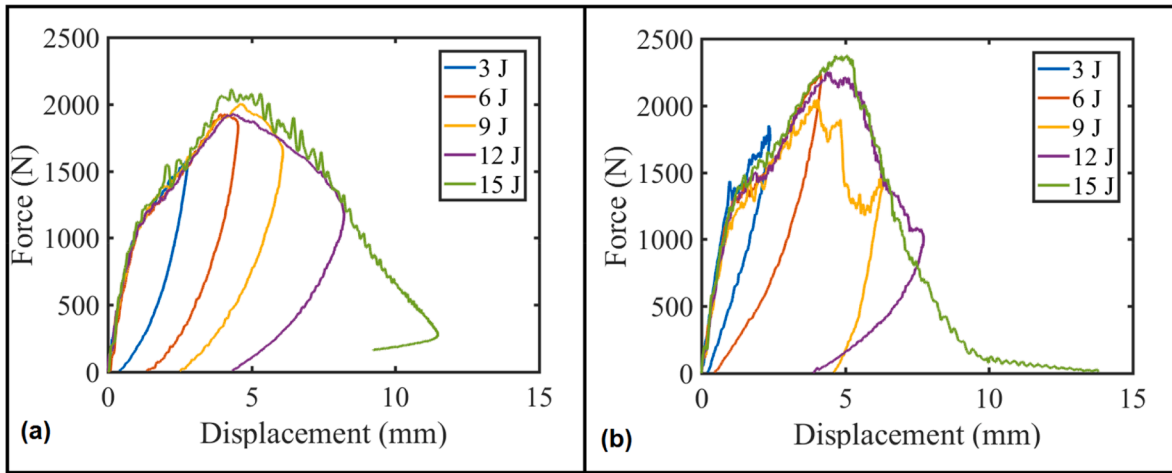 2500
2000
1500
1000
500
0
0
5
10
15
Force (N)
Displacement (mm)
3 J
6 J
9 J
12 J
15 J
(a)
2500
2000
1500
1000
500
0
0
5
10
15
Force (N)
Displacement (mm)
3 J
6 J
9 J
12 J
15 J
(b)